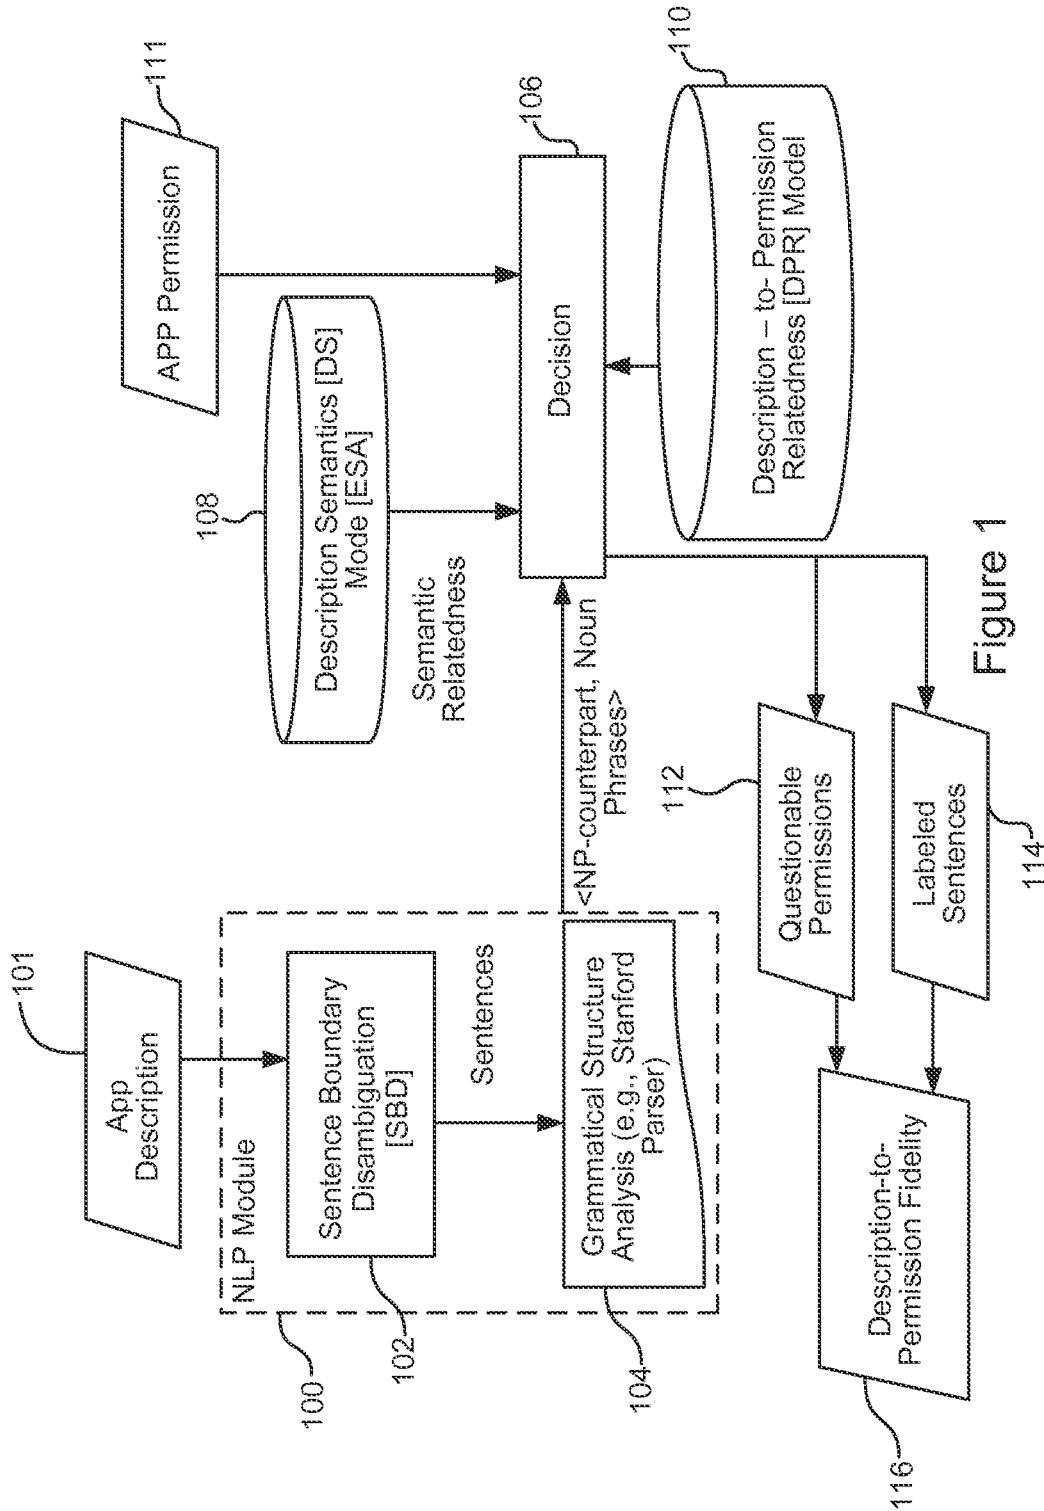 101
App
Description
NLP Module
100
Sentence Boundary
Disambiguation
[SBD]
102
Sentences
Grammatical Structure
Analysis (e.g., Stanford
Parser)
104
<NP-counterpart, Noun
Phrases>
108
Description Semantics [DS]
Mode [ESA]
Semantic
Relatedness
APP Permission
111
Decision
106
Description – to- Permission
Relatedness [DPR] Model
110
112
Questionable
Permissions
Labeled
Sentences
114
Description-to-
Permission Fidelity
116
Figure 1